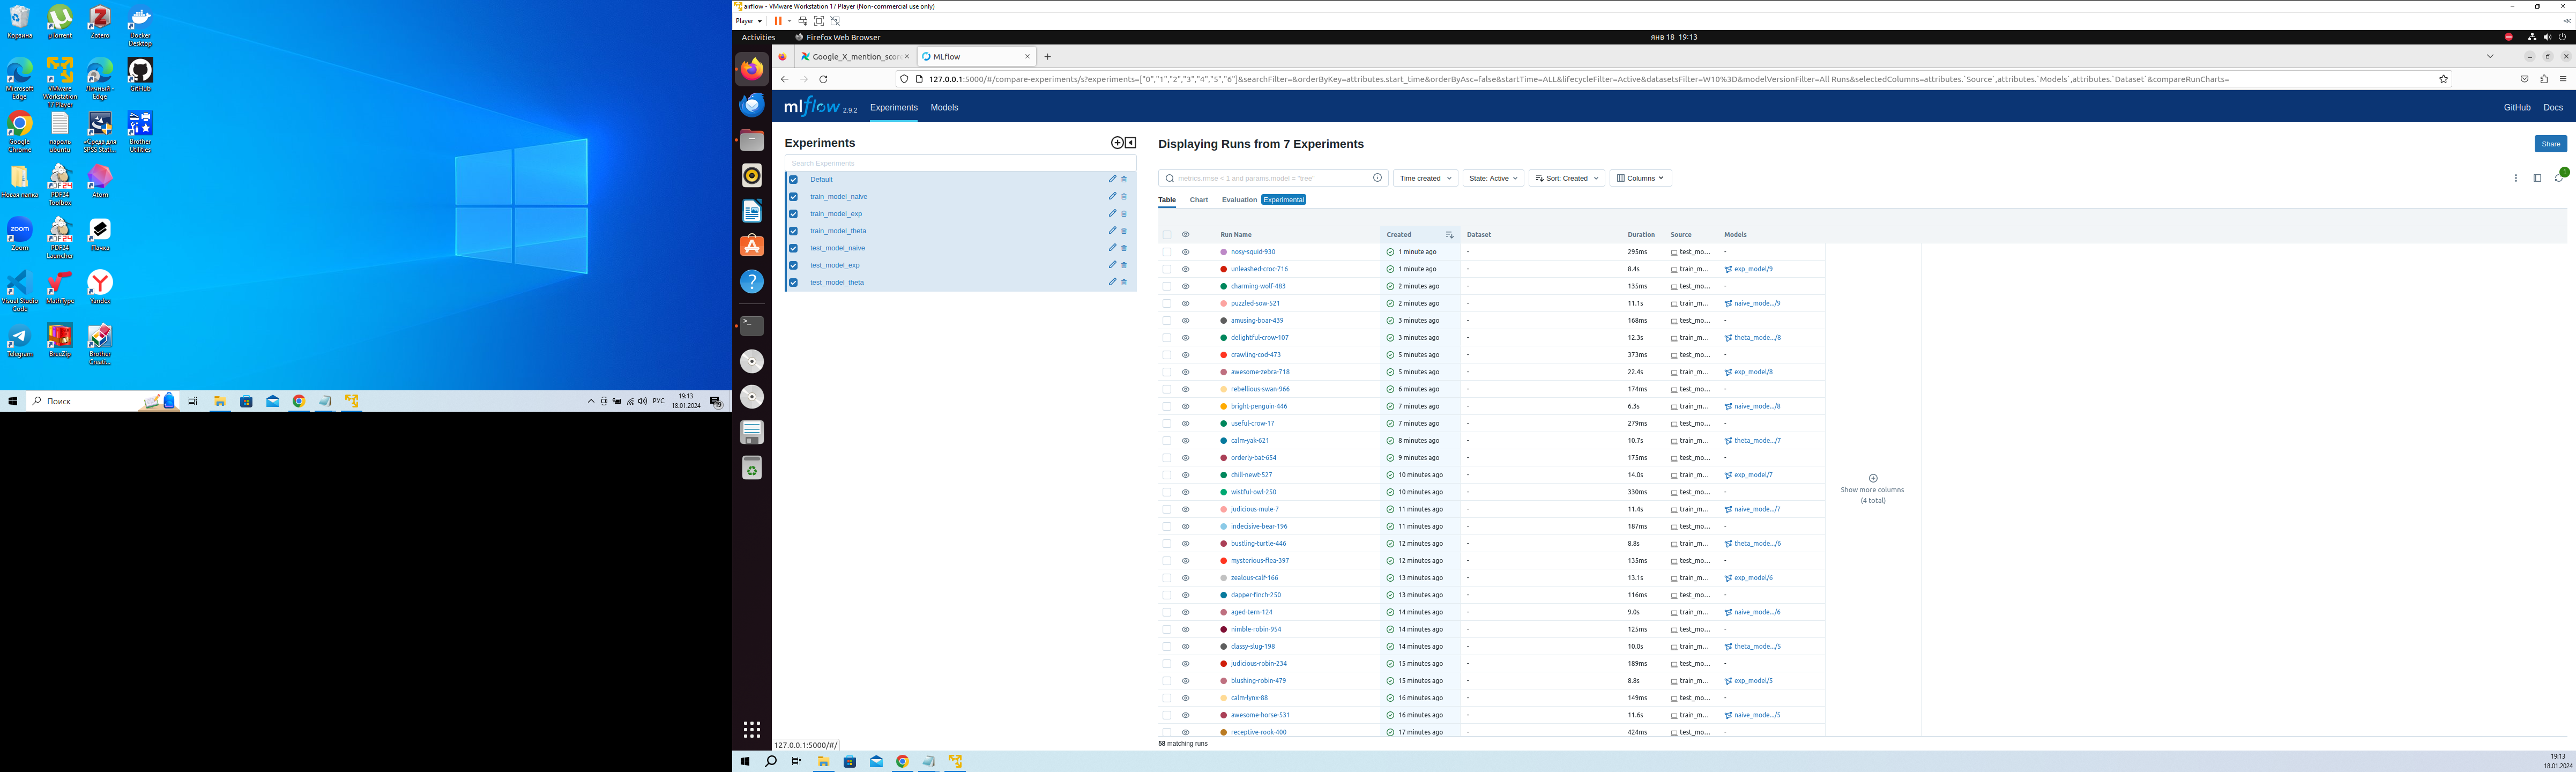 Корзина
µTorrent
Zotero
Docker Desktop
Microsoft Edge
VMware Workstation 17 Player
Личный - Edge
GitHub
Google Chrome
пароль ubuntu
«Среда для SPSS Stati...
Brother Utilities
Новая папка
PDF24 Toolbox
Atom
Zoom
PDF24 Launcher
Пачка
Visual Studio Code
MathType
Yandex
Telegram
BreeZip
Brother Creati...
Поиск
РУС
19:13
18.01.2024
airflow - VMware Workstation 17 Player (Non-commercial use only)
Player
Activities
Firefox Web Browser
янв 18 19:13
Google_X_mention_score
MLflow
127.0.0.1:5000/#/compare-experiments/s?experiments=["0","1","2","3","4","5","6"]&searchFilter=&orderByKey=attributes.start_time&orderByAsc=false&startTime=ALL&lifecycleFilter=Active&datasetsFilter=W10%3D&modelVersionFilter=All Runs&selectedColumns=attributes.`Source`,attributes.`Models`,attributes.`Dataset`&compareRunCharts=
mlflow 2.9.2
Experiments
Models
GitHub
Docs
Experiments
Search Experiments
Default
train_model_naive
train_model_exp
train_model_theta
test_model_naive
test_model_exp
test_model_theta
Displaying Runs from 7 Experiments
Share
metrics.rmse < 1 and params.model = "tree"
Time created
State: Active
Sort: Created
Columns
1
Table
Chart
Evaluation
Experimental
Run Name Created Dataset Duration Source Models
nosy-squid-930 1 minute ago - 295ms test_mo... -
unleashed-croc-716 1 minute ago - 8.4s train_m... exp_model/9
charming-wolf-483 2 minutes ago - 135ms test_mo... -
puzzled-sow-521 2 minutes ago - 11.1s train_m... naive_mode.../9
amusing-boar-439 3 minutes ago - 168ms test_mo... -
delightful-crow-107 3 minutes ago - 12.3s train_m... theta_mode.../8
crawling-cod-473 5 minutes ago - 373ms test_mo... -
awesome-zebra-718 5 minutes ago - 22.4s train_m... exp_model/8
rebellious-swan-966 6 minutes ago - 174ms test_mo... -
bright-penguin-446 7 minutes ago - 6.3s train_m... naive_mode.../8
useful-crow-17 7 minutes ago - 279ms test_mo... -
calm-yak-621 8 minutes ago - 10.7s train_m... theta_mode.../7
orderly-bat-654 9 minutes ago - 175ms test_mo... -
chill-newt-527 10 minutes ago - 14.0s train_m... exp_model/7
wistful-owl-250 10 minutes ago - 330ms test_mo... -
judicious-mule-7 11 minutes ago - 11.4s train_m... naive_mode.../7
indecisive-bear-196 11 minutes ago - 187ms test_mo... -
bustling-turtle-446 12 minutes ago - 8.8s train_m... theta_mode.../6
mysterious-flea-397 12 minutes ago - 135ms test_mo... -
zealous-calf-166 13 minutes ago - 13.1s train_m... exp_model/6
dapper-finch-250 13 minutes ago - 116ms test_mo... -
aged-tern-124 14 minutes ago - 9.0s train_m... naive_mode.../6
nimble-robin-954 14 minutes ago - 125ms test_mo... -
classy-slug-198 14 minutes ago - 10.0s train_m... theta_mode.../5
judicious-robin-234 15 minutes ago - 189ms test_mo... -
blushing-robin-479 15 minutes ago - 8.8s train_m... exp_model/5
calm-lynx-88 16 minutes ago - 149ms test_mo... -
awesome-horse-531 16 minutes ago - 11.6s train_m... naive_mode.../5
receptive-rook-400 17 minutes ago - 424ms test_mo... -
Show more columns
(4 total)
58 matching runs
127.0.0.1:5000/#/
19:13
18.01.2024